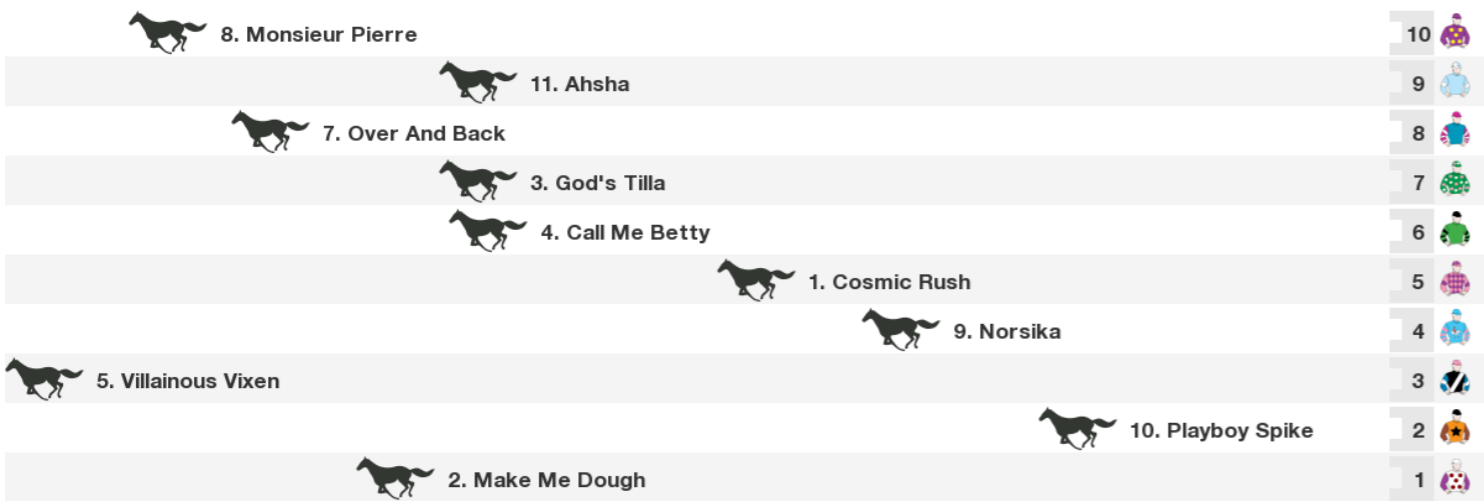 8. Monsieur Pierre 10
11. Ahsha 9
7. Over And Back 8
3. God's Tilla 7
4. Call Me Betty 6
1. Cosmic Rush 5
9. Norsika 4
5. Villainous Vixen 3
10. Playboy Spike 2
2. Make Me Dough 1